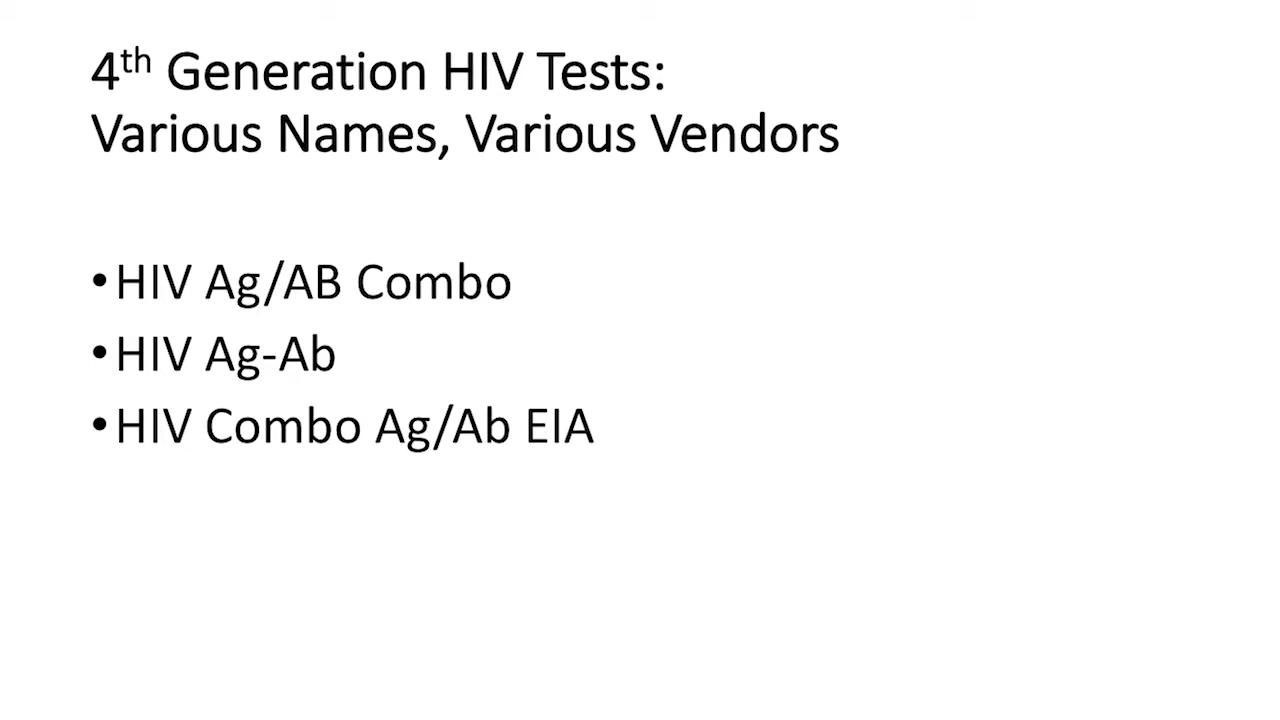 4th Generation HIV Tests:
Various Names, Various Vendors
•HIV Ag/AB Combo
•HIV Ag-Ab
•HIV Combo Ag/Ab EIA